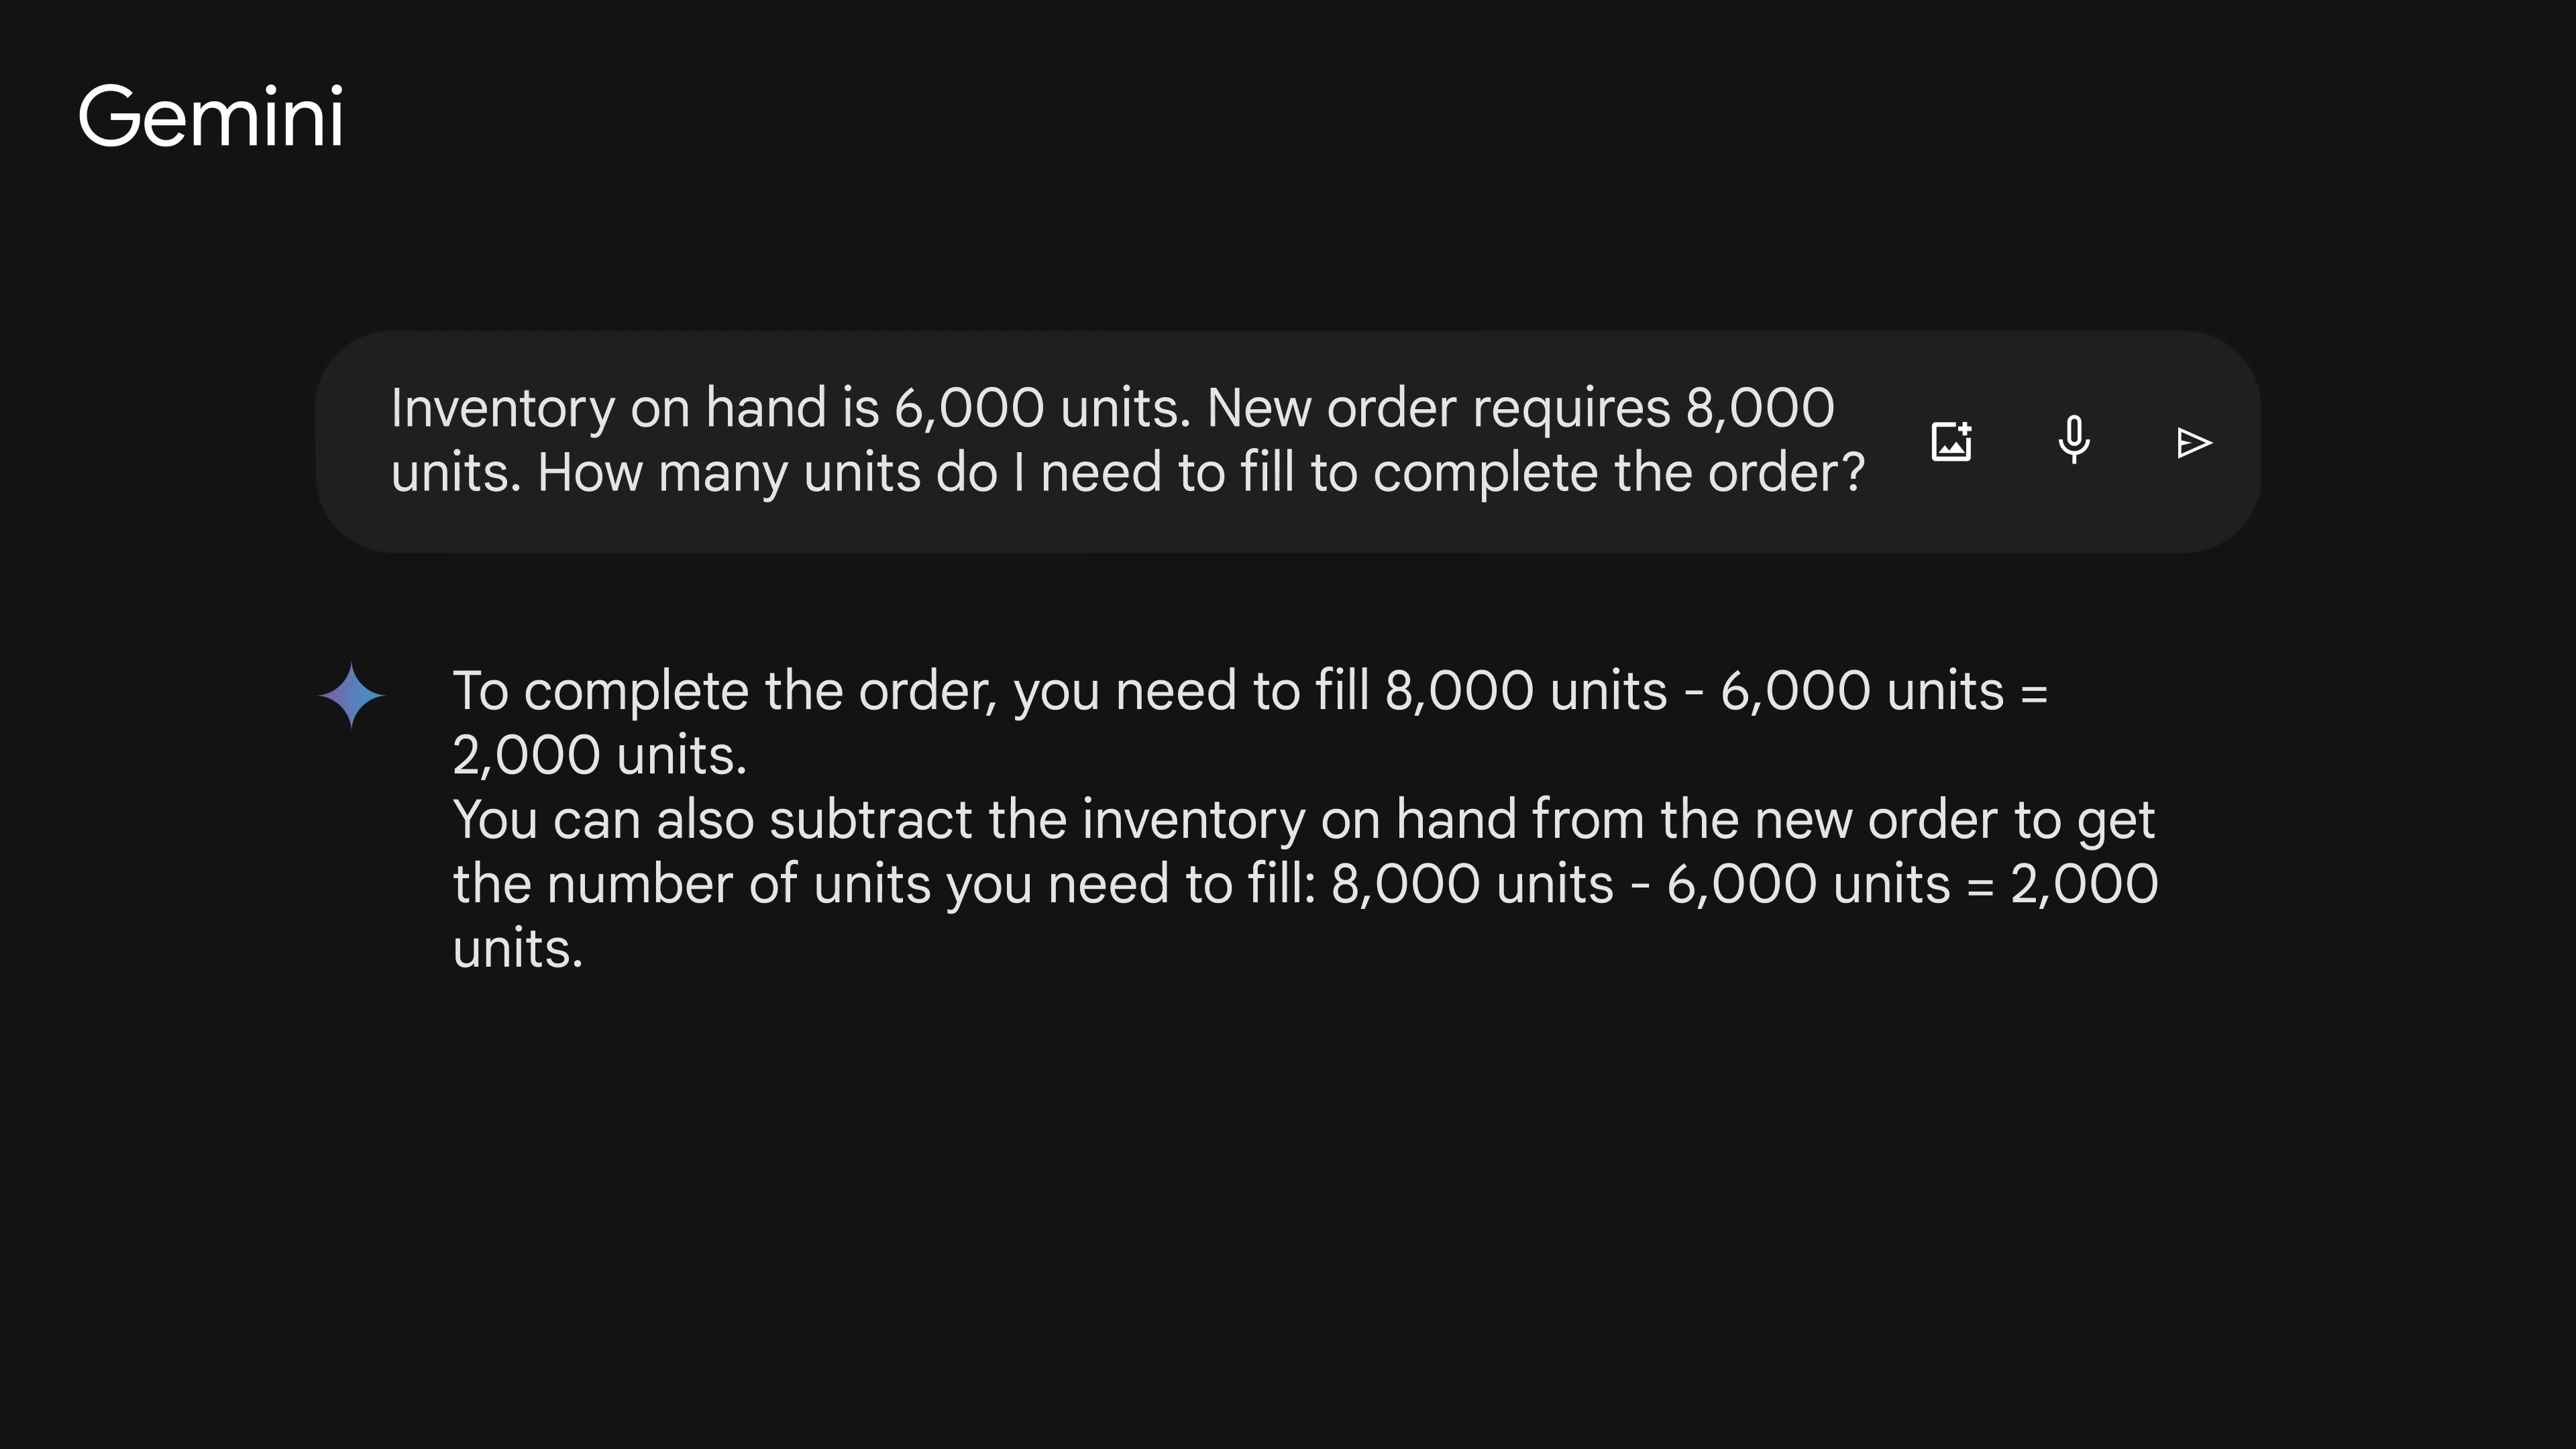 Gemini
Inventory on hand is 6,000 units. New order requires 8,000
units. How many units do I need to fill to complete the order?
To complete the order, you need to fill 8,000 units - 6,000 units =
2,000 units.
You can also subtract the inventory on hand from the new order to get
the number of units you need to fill: 8,000 units - 6,000 units = 2,000
units.